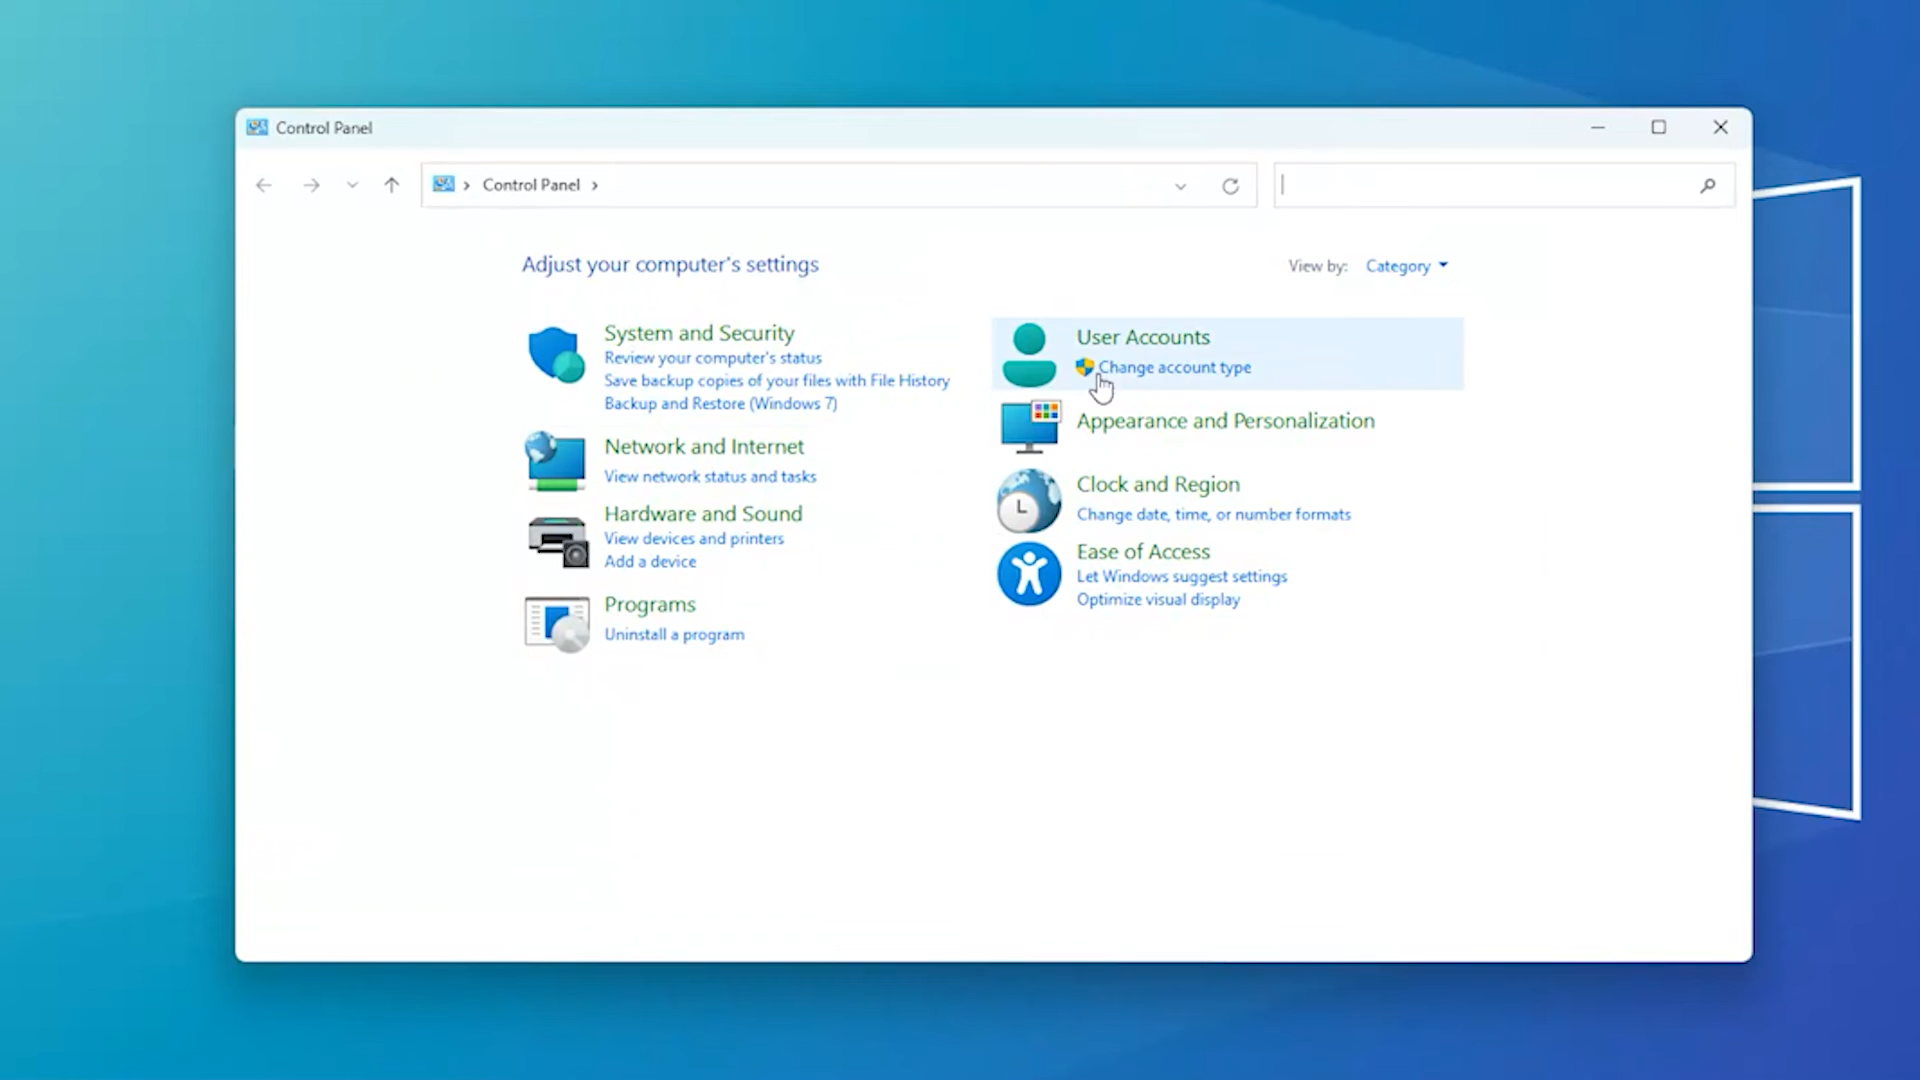 Control Panel
Control Panel
Adjust your computer's settings
View by: Category
System and Security
Review your computer's status
Save backup copies of your files with File History
Backup and Restore (Windows 7)
Network and Internet
View network status and tasks
Hardware and Sound
View devices and printers
Add a device
Programs
Uninstall a program
User Accounts
Change account type
Appearance and Personalization
Clock and Region
Change date, time, or number formats
Ease of Access
Let Windows suggest settings
Optimize visual display